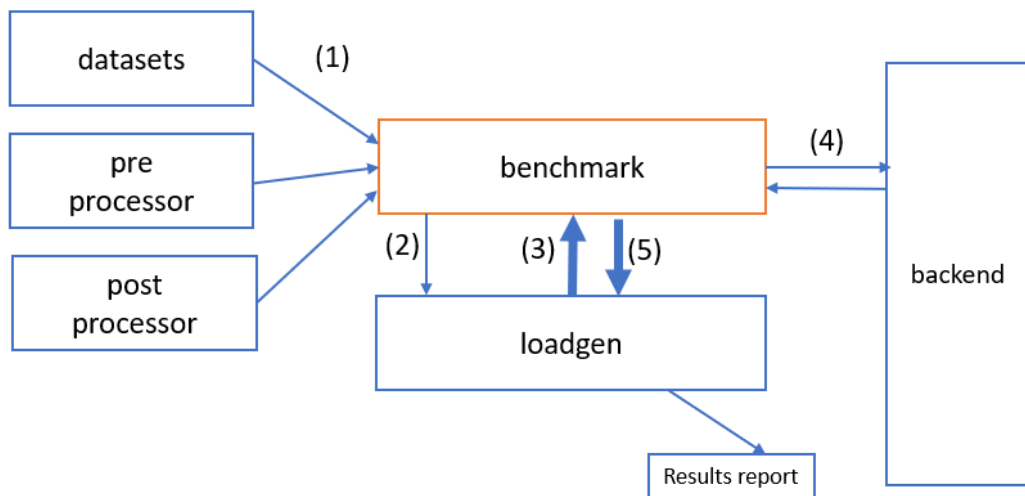 datasets
(1)
pre
processor
benchmark
(4)
post
processor
(2)
(3)
(5)
backend
loadgen
Results report